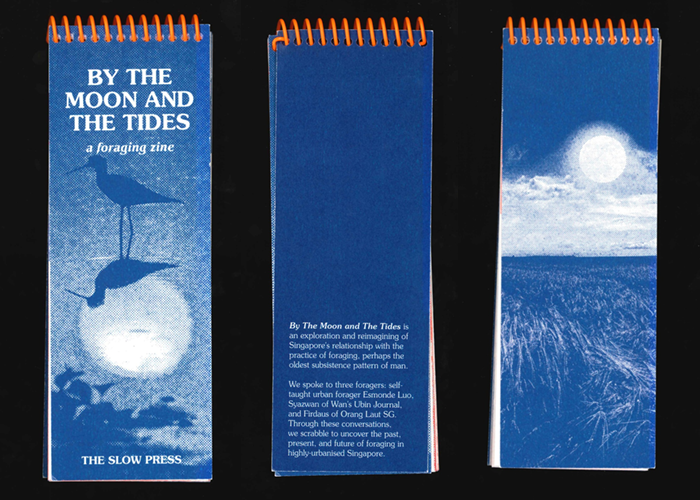 BY THE
MOON AND
THE TIDES
a foraging zine
THE SLOW PRESS
By The Moon and The Tides is
an exploration and reimagining of
Singapore's relationship with the
practice of foraging, perhaps the
oldest subsistence pattern of man.
We spoke to three foragers: self-
taught urban forager Esmonde Luo,
Syazwan of Wan's Ubin Journal,
and Firdaus of Orang Laut SG.
Through these conversations,
we scrabble to uncover the past,
present, and future of foraging in
highly-urbanised Singapore.